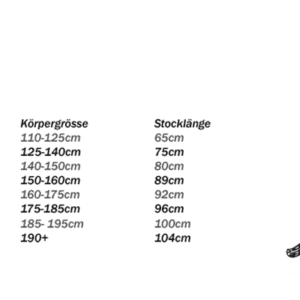 Körpergrösse Stocklänge
110-125cm 65cm
125-140cm 75cm
140-150cm 80cm
150-160cm 89cm
160-175cm 92cm
175-185cm 96cm
185- 195cm 100cm
190+ 104cm